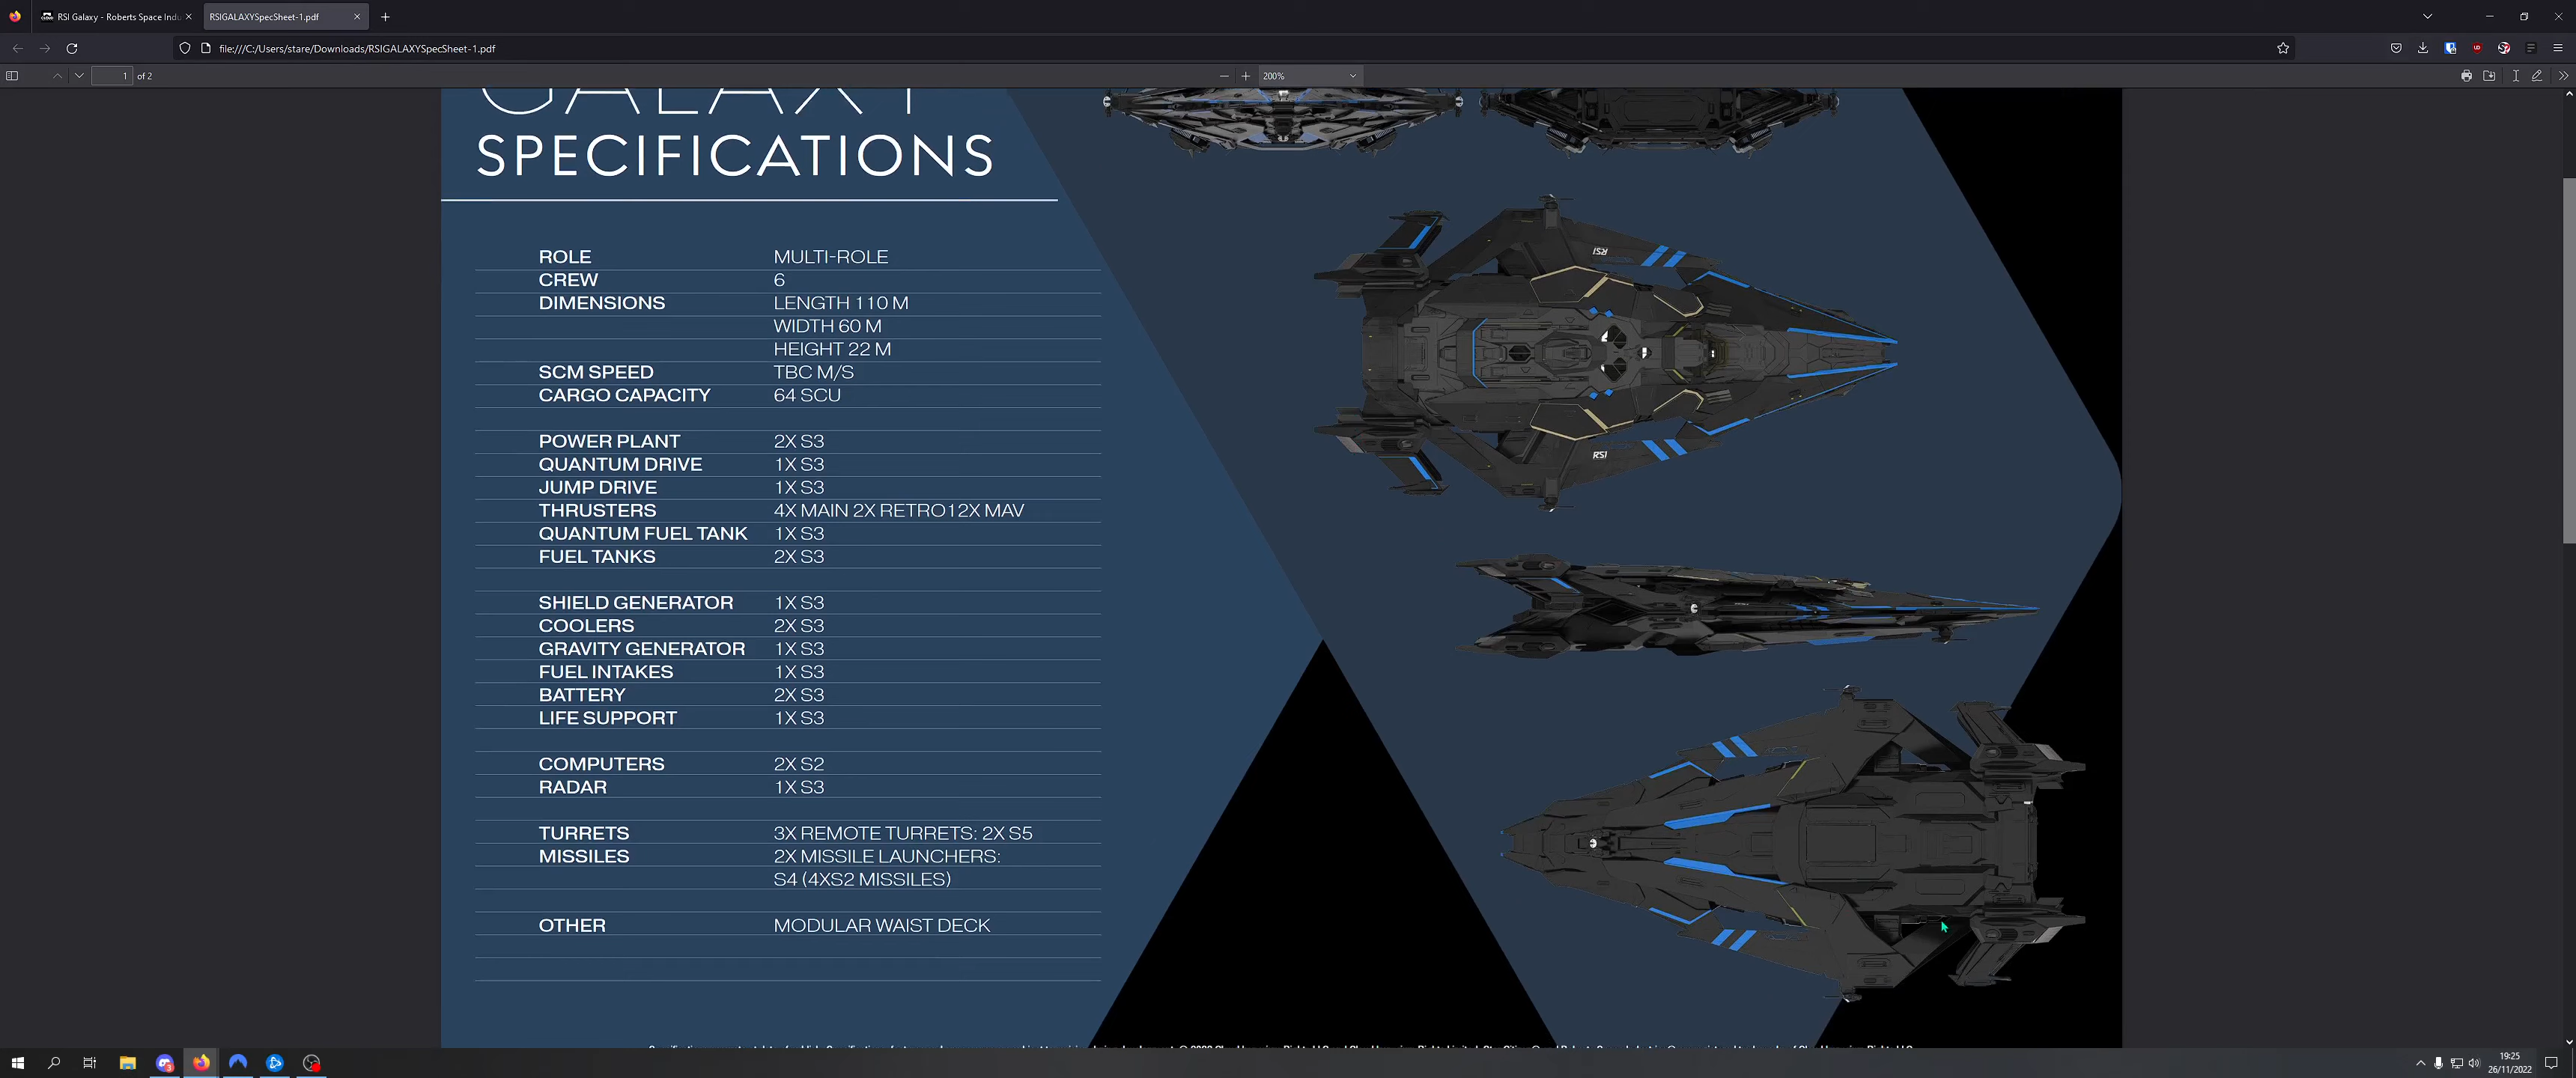 RSI Galaxy - Roberts Space Indu
RSIGALAXYSpecSheet-1.pdf
file:///C:/Users/stare/Downloads/RSIGALAXYSpecSheet-1.pdf
1 of 2
200%
GALAXY
SPECIFICATIONS
ROLE MULTI-ROLE
CREW 6
DIMENSIONS LENGTH 110 M
WIDTH 60 M
HEIGHT 22 M
SCM SPEED TBC M/S
CARGO CAPACITY 64 SCU
POWER PLANT 2X S3
QUANTUM DRIVE 1X S3
JUMP DRIVE 1X S3
THRUSTERS 4X MAIN 2X RETRO12X MAV
QUANTUM FUEL TANK 1X S3
FUEL TANKS 2X S3
SHIELD GENERATOR 1X S3
COOLERS 2X S3
GRAVITY GENERATOR 1X S3
FUEL INTAKES 1X S3
BATTERY 2X S3
LIFE SUPPORT 1X S3
COMPUTERS 2X S2
RADAR 1X S3
TURRETS 3X REMOTE TURRETS: 2X S5
MISSILES 2X MISSILE LAUNCHERS:
S4 (4XS2 MISSILES)
OTHER MODULAR WAIST DECK
RSI
RSI
19:25
26/11/2022